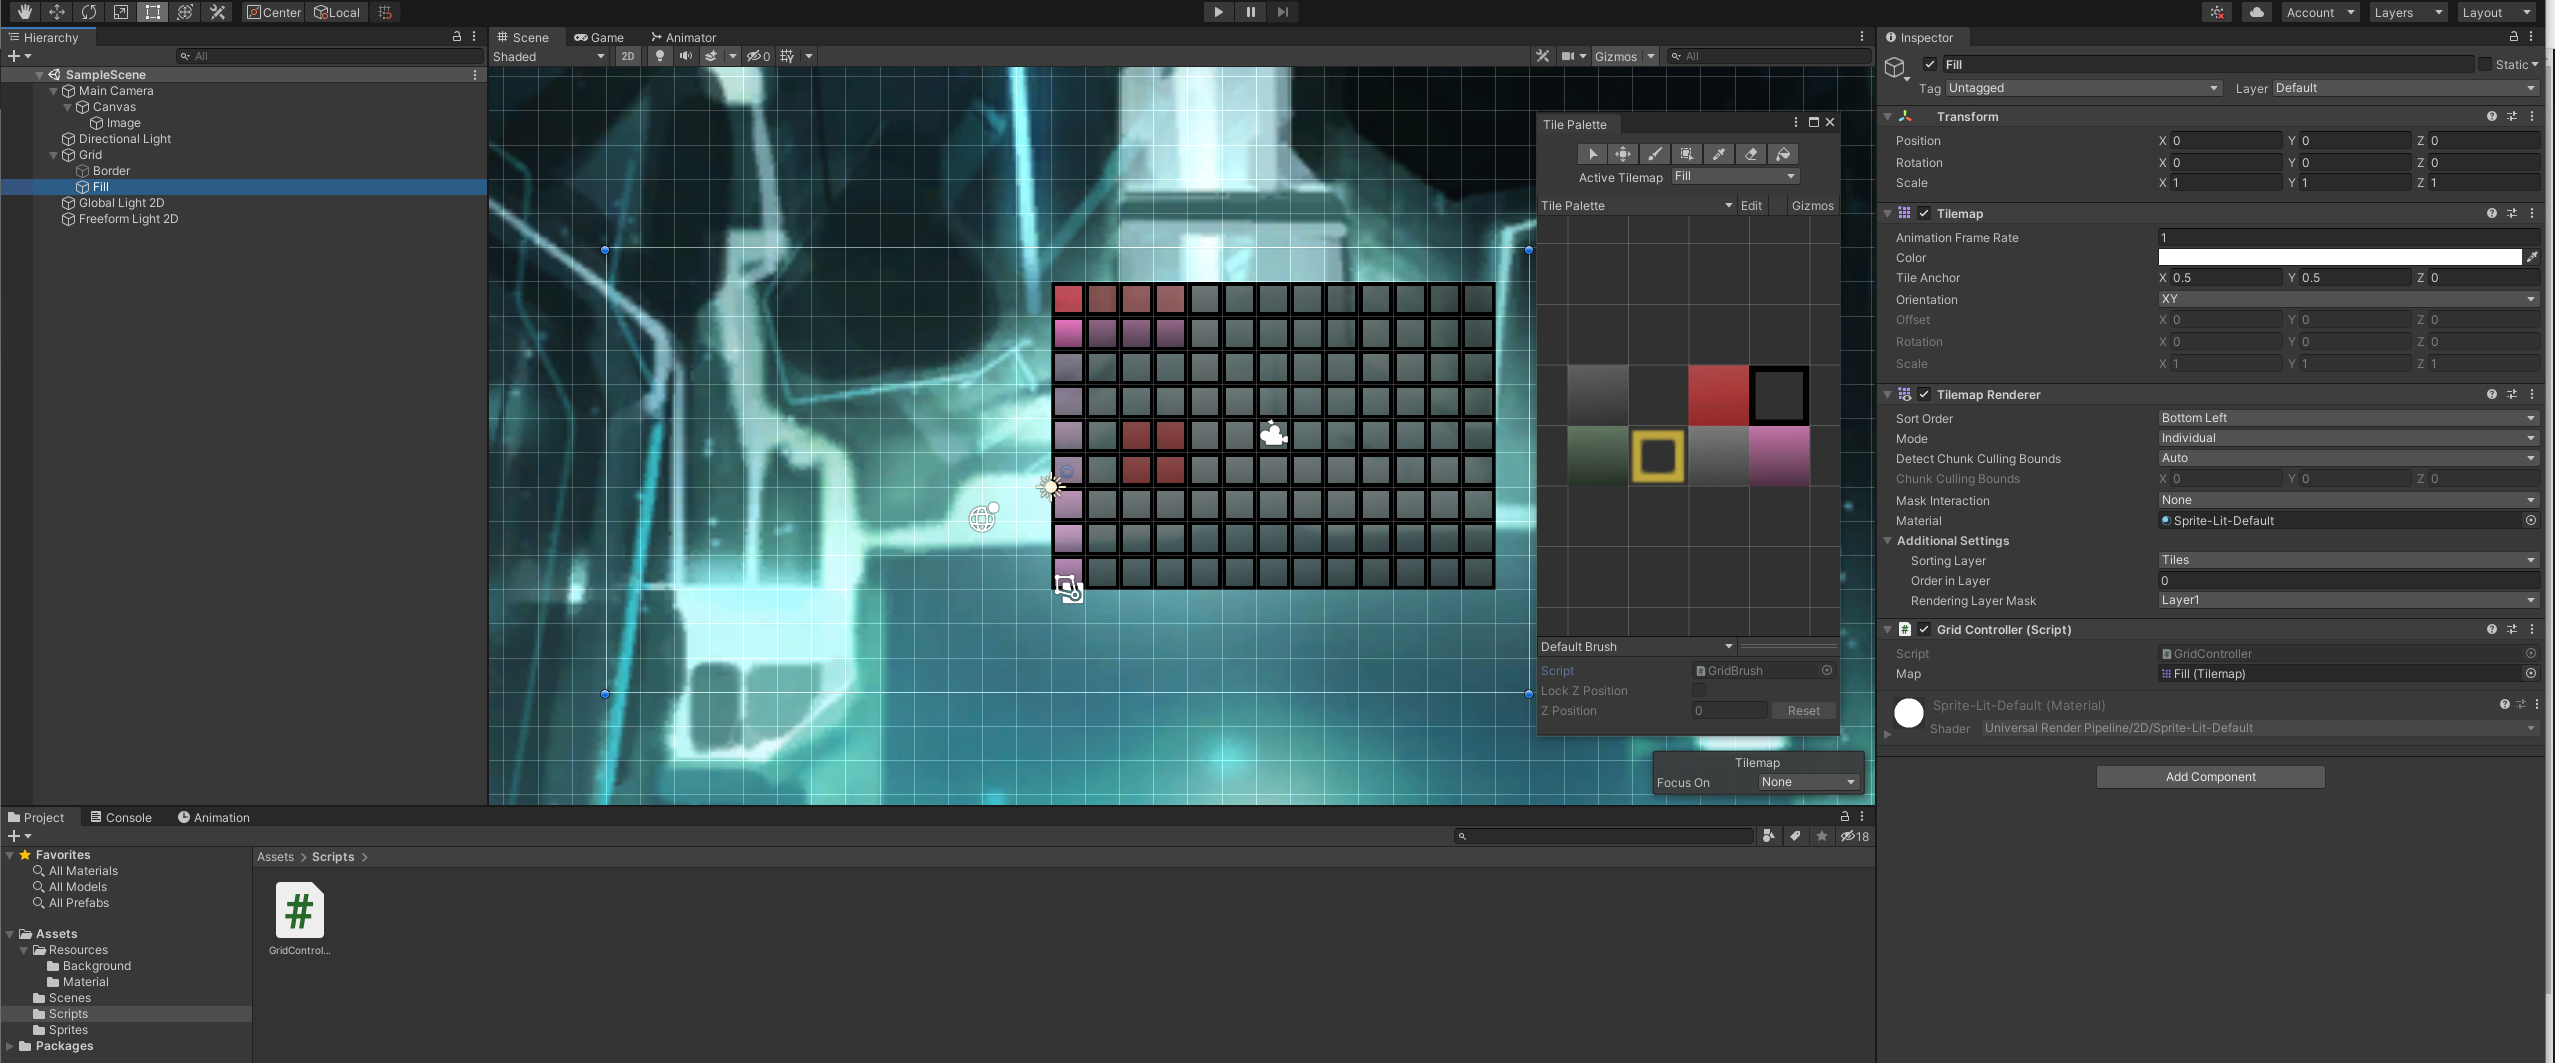 Center
Local
Account
Layers
Layout
Hierarchy
All
SampleScene
Main Camera
Canvas
Image
Directional Light
Grid
Border
Fill
Global Light 2D
Freeform Light 2D
Scene
Game
Animator
Shaded
2D
0
Gizmos
All
Tile Palette
Active Tilemap
Fill
Tile Palette
Edit
Gizmos
Default Brush
Script
GridBrush
Lock Z Position
Z Position
0
Reset
Tilemap
Focus On
None
Inspector
Fill
Static
Tag
Untagged
Layer
Default
Transform
Position X 0 Y 0 Z 0
Rotation X 0 Y 0 Z 0
Scale X 1 Y 1 Z 1
Tilemap
Animation Frame Rate 1
Color
Tile Anchor X 0.5 Y 0.5 Z 0
Orientation XY
Offset X 0 Y 0 Z 0
Rotation X 0 Y 0 Z 0
Scale X 1 Y 1 Z 1
Tilemap Renderer
Sort Order Bottom Left
Mode Individual
Detect Chunk Culling Bounds Auto
Chunk Culling Bounds X 0 Y 0 Z 0
Mask Interaction None
Material Sprite-Lit-Default
Additional Settings
Sorting Layer Tiles
Order in Layer 0
Rendering Layer Mask Layer1
# Grid Controller (Script)
Script GridController
Map Fill (Tilemap)
Sprite-Lit-Default (Material)
Shader Universal Render Pipeline/2D/Sprite-Lit-Default
Add Component
Project
Console
Animation
18
Favorites
All Materials
All Models
All Prefabs
Assets
Resources
Background
Material
Scenes
Scripts
Sprites
Packages
Assets > Scripts >
#
GridControl...